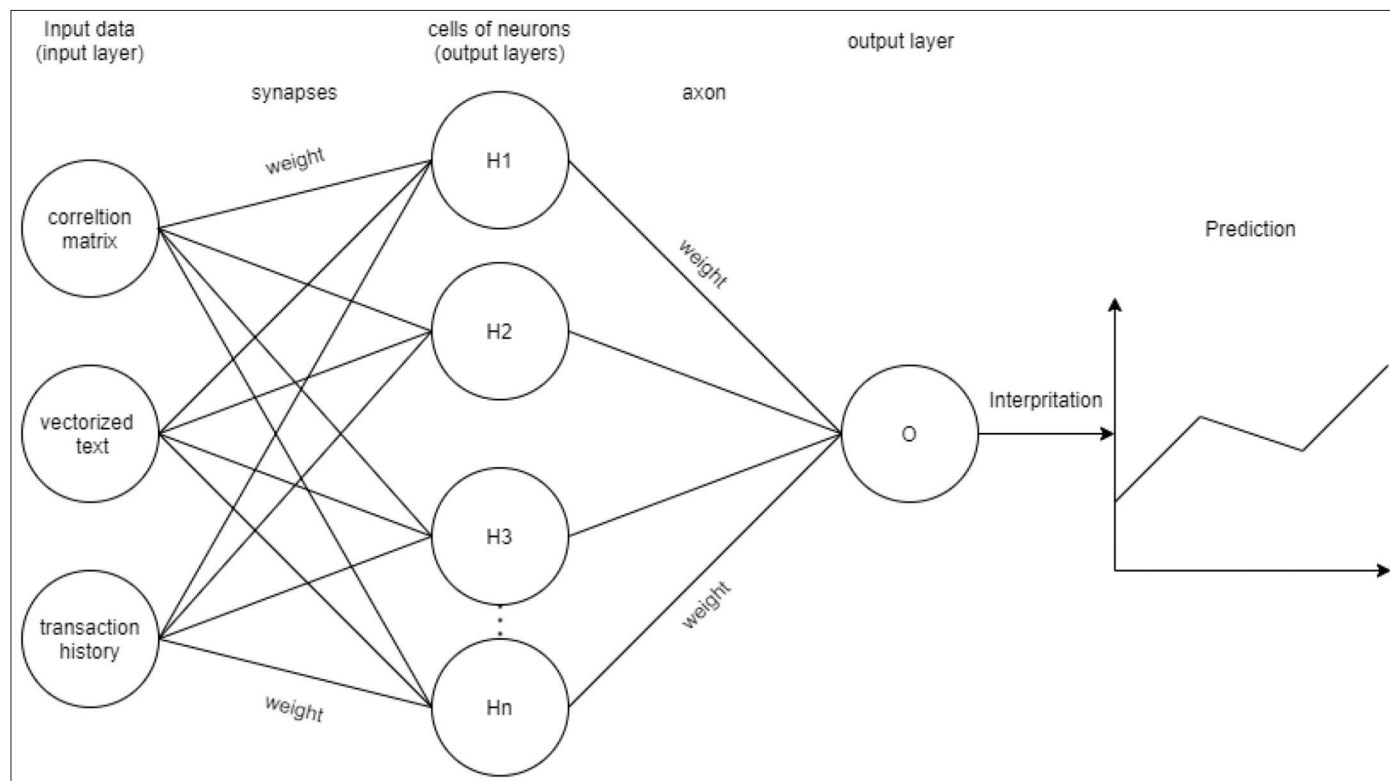 Input data
(input layer)
cells of neurons
(output layers)
output layer
synapses
axon
weight
H1
correltion
matrix
weight
Prediction
H2
vectorized
text
Interpritation
O
H3
transaction
history
weight
weight
Hn